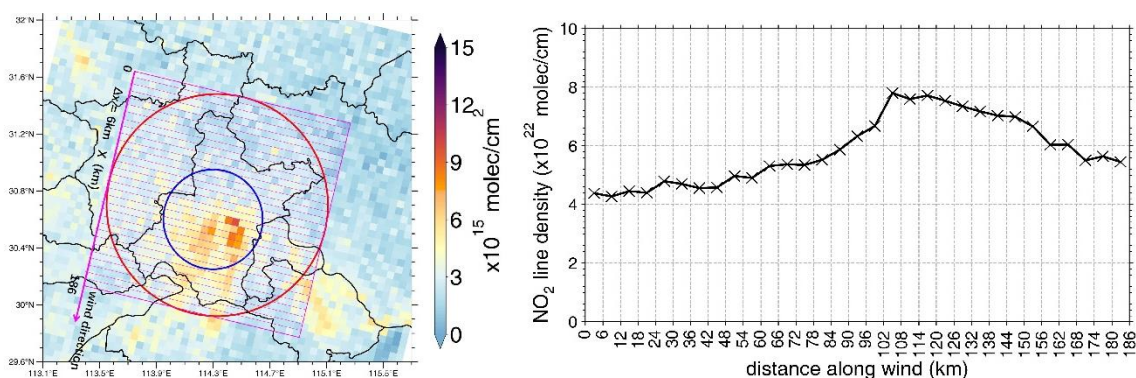 32°N
31.6°N
31.2°N
30.8°N
30.4°N
30°N
29.6°N
113.1°E 113.5°E 113.9°E 114.3°E 114.7°E 115.1°E 115.5°E
0
Δx= 6km
X (km)
186
wind direction
15
12
9
6
3
0
x10¹⁵ molec/cm²
10
8
6
4
2
0
NO₂ line density (x10²² molec/cm)
0 6 12 18 24 30 36 42 48 54 60 66 72 78 84 90 96 102 108 114 120 126 132 138 144 150 156 162 168 174 180 186
distance along wind (km)